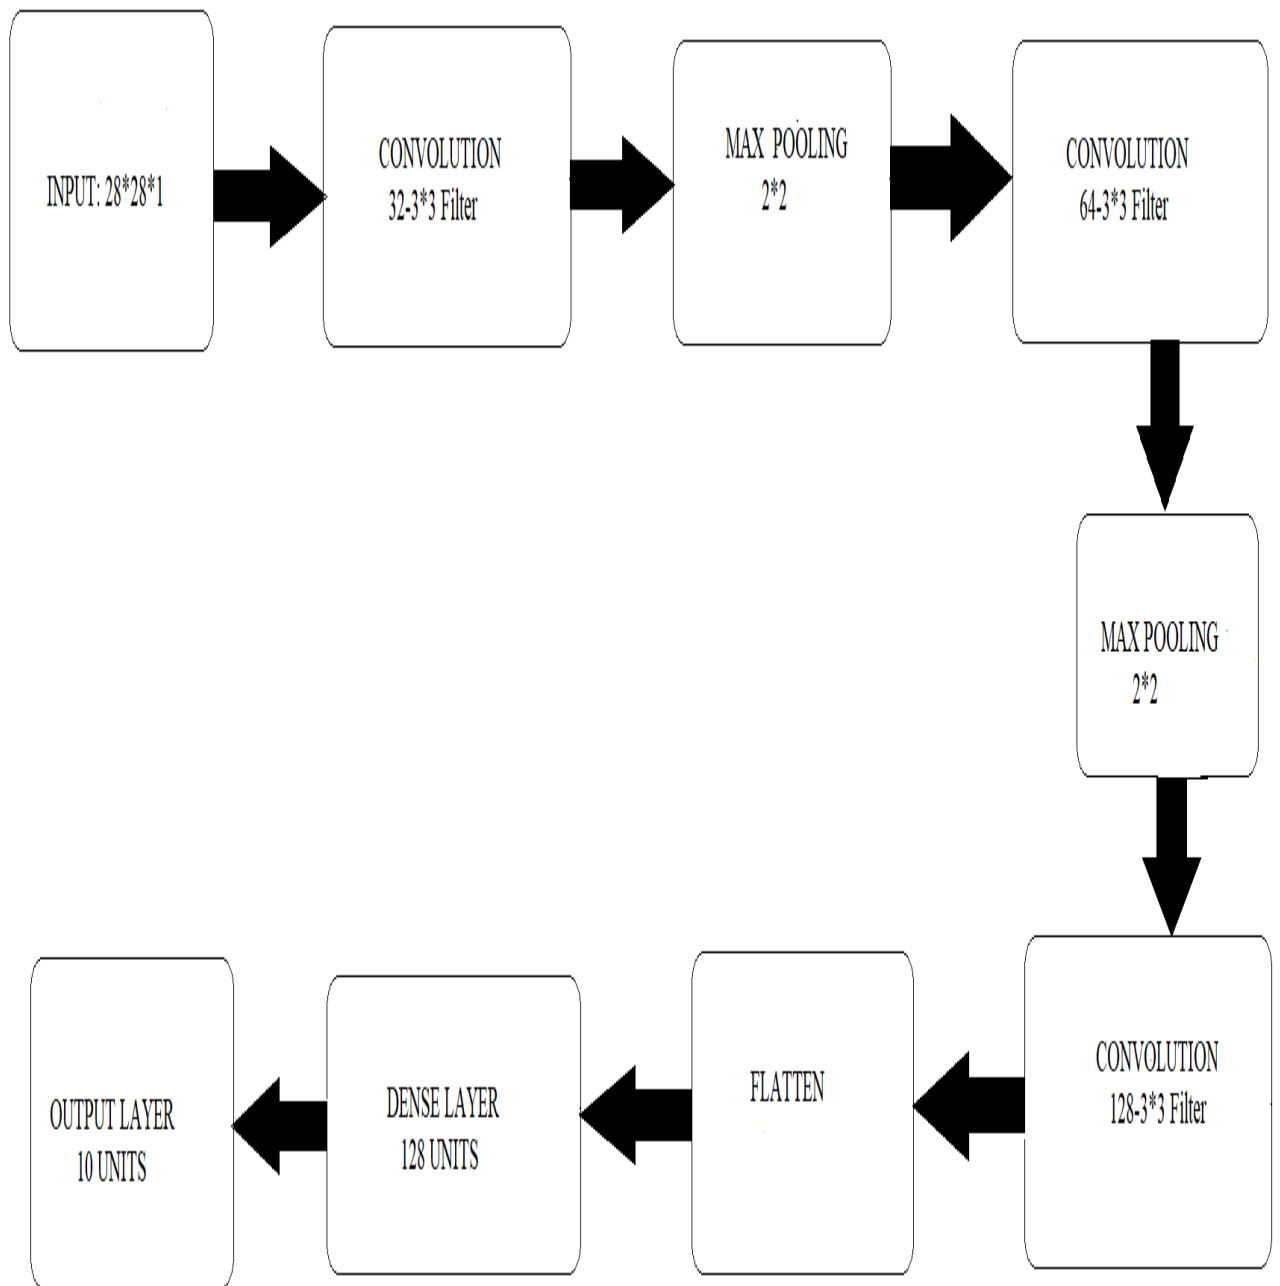 INPUT: 28*28*1
CONVOLUTION
32-3*3 Filter
MAX POOLING
2*2
CONVOLUTION
64-3*3 Filter
MAX POOLING
2*2
CONVOLUTION
128-3*3 Filter
FLATTEN
DENSE LAYER
128 UNITS
OUTPUT LAYER
10 UNITS